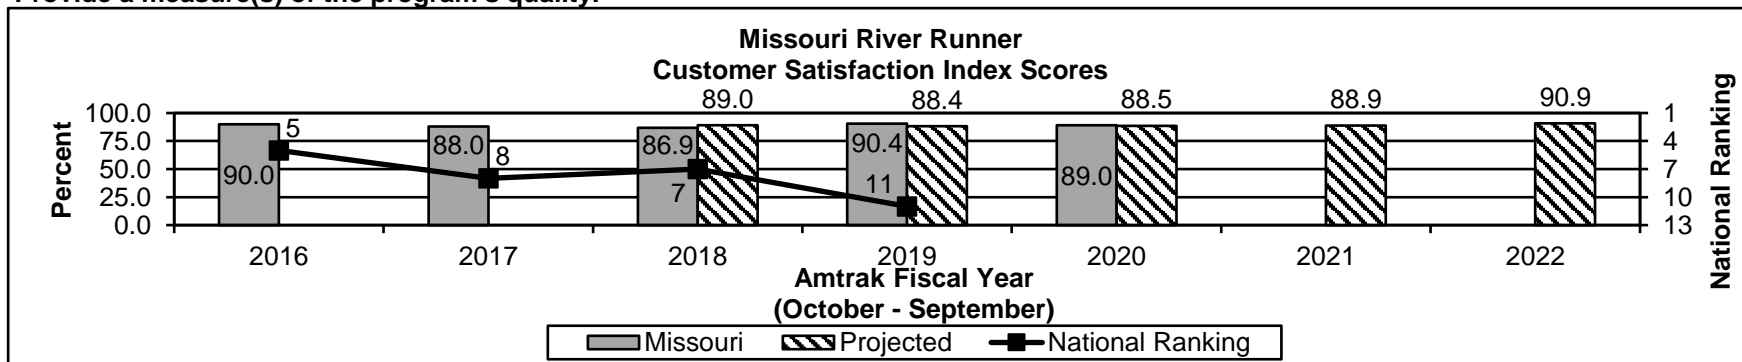 Provide a measure(s) of the program's quality.
Missouri River Runner
Customer Satisfaction Index Scores
89.0 88.4 88.5 88.9 90.9
100.0 75.0 50.0 25.0 0.0
Percent
90.0 88.0 86.9 90.4 89.0
5 8 7 11
1 4 7 10 13
National Ranking
2016 2017 2018 2019 2020 2021 2022
Amtrak Fiscal Year
(October - September)
Missouri Projected National Ranking